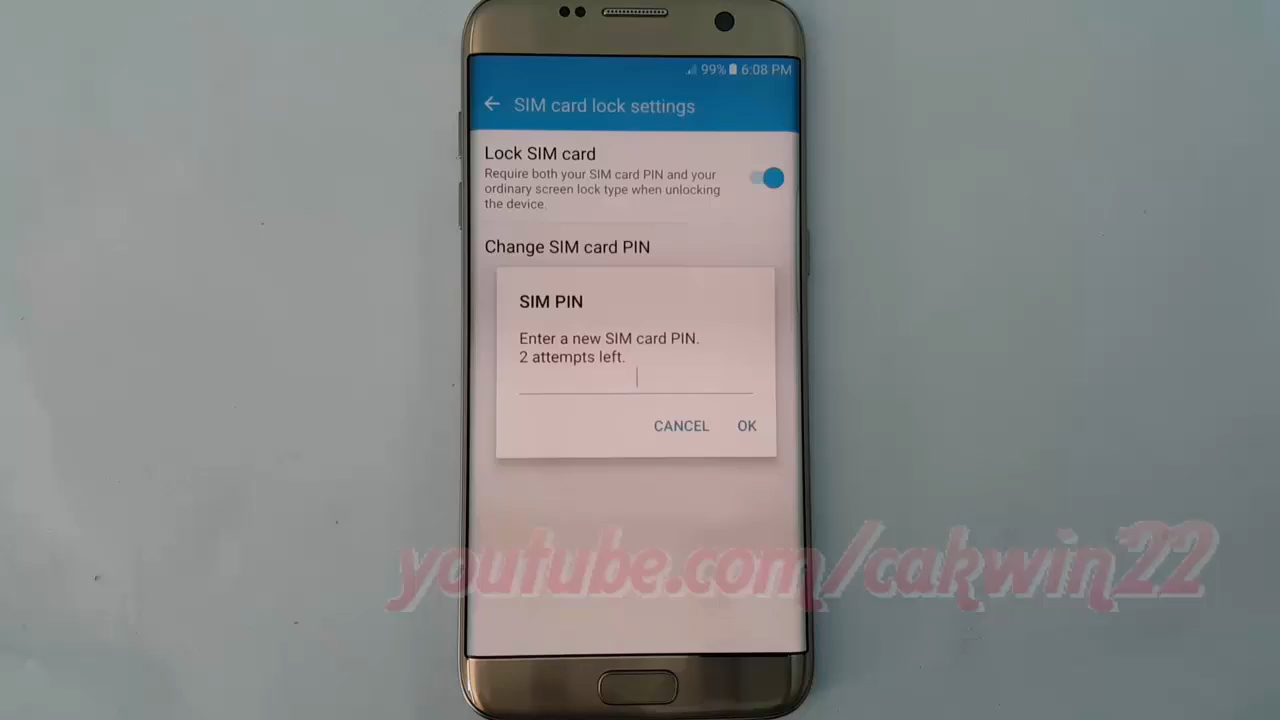 99% 6:08 PM
SIM card lock settings
Lock SIM card
Require both your SIM card PIN and your
ordinary screen lock type when unlocking
the device.
Change SIM card PIN
SIM PIN
Enter a new SIM card PIN.
2 attempts left.
CANCEL OK
youtube.com/cakwin22